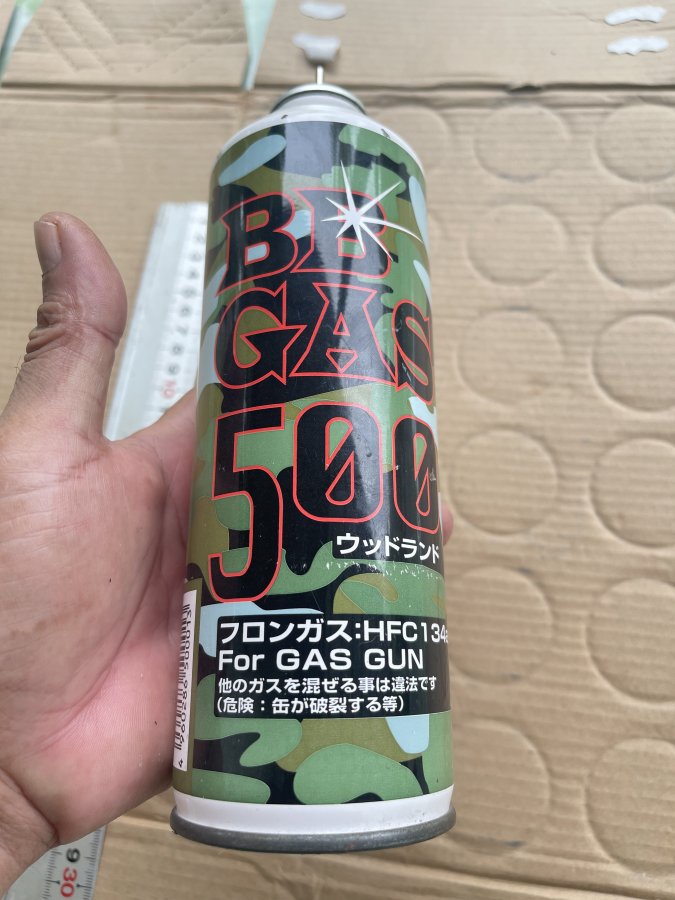 BB
GAS
500
ウッドランド
フロンガス:HFC134a
For GAS GUN
他のガスを混ぜる事は違法です
(危険:缶が破裂する等)